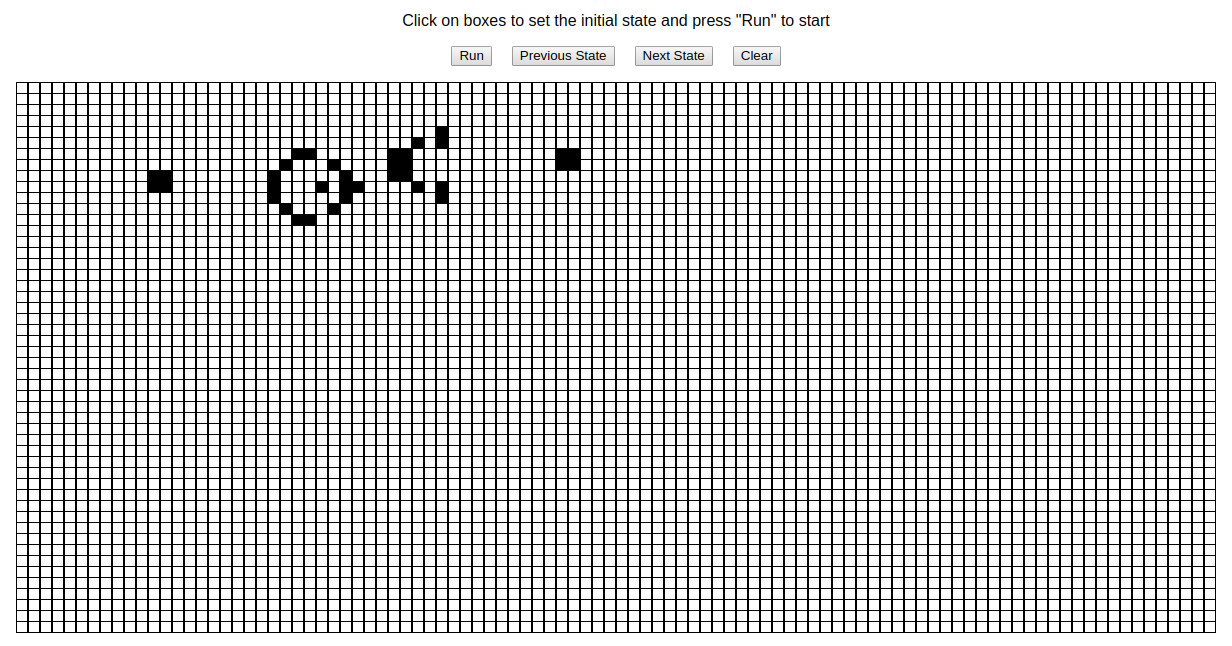 Click on boxes to set the initial state and press "Run" to start
Run Previous State Next State Clear